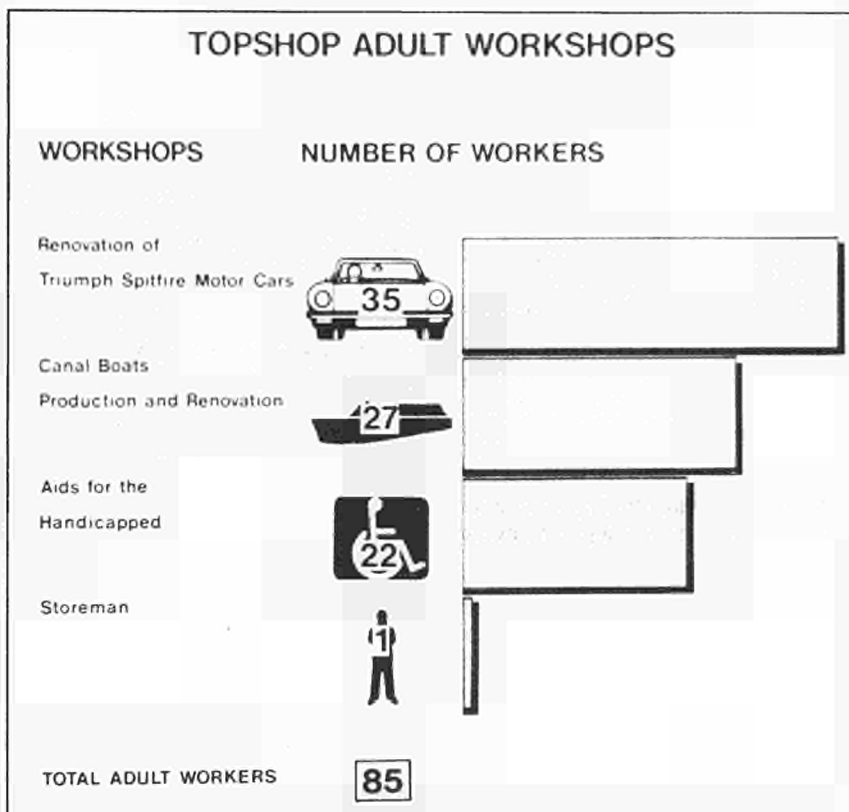 TOPSHOP ADULT WORKSHOPS
WORKSHOPS NUMBER OF WORKERS
Renovation of
Triumph Spitfire Motor Cars
35
Canal Boats
Production and Renovation
27
Aids for the
Handicapped
22
Storeman
1
TOTAL ADULT WORKERS 85